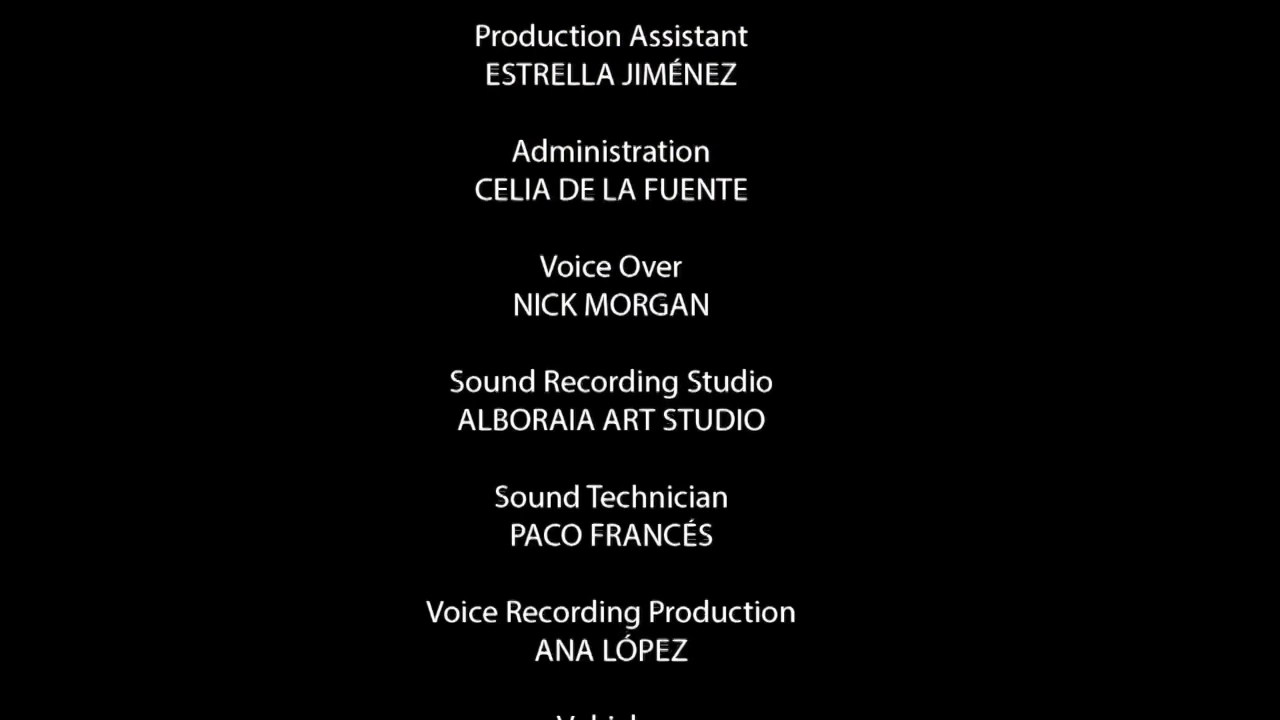 Production Assistant
ESTRELLA JIMÉNEZ
Administration
CELIA DE LA FUENTE
Voice Over
NICK MORGAN
Sound Recording Studio
ALBORAIA ART STUDIO
Sound Technician
PACO FRANCÉS
Voice Recording Production
ANA LÓPEZ